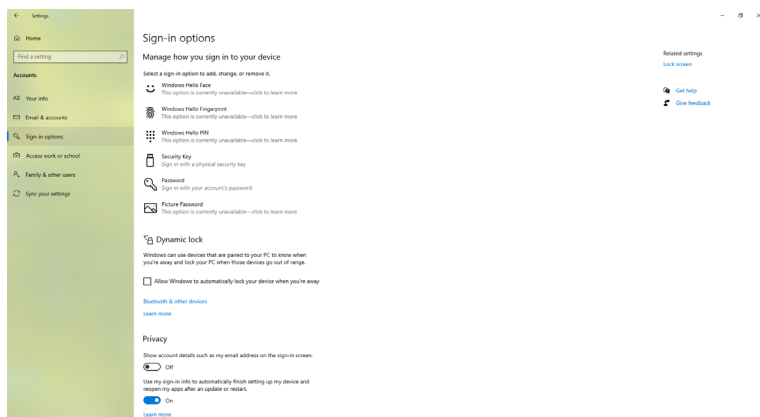 Settings
Home
Find a setting
Accounts
Your info
Email & accounts
Sign-in options
Access work or school
Family & other users
Sync your settings
Sign-in options
Manage how you sign in to your device
Select a sign-in option to add, change, or remove it.
Windows Hello Face
This option is currently unavailable—click to learn more
Windows Hello Fingerprint
This option is currently unavailable—click to learn more
Windows Hello PIN
This option is currently unavailable—click to learn more
Security Key
Sign in with a physical security key
Password
Sign in with your account's password
Picture Password
This option is currently unavailable—click to learn more
Dynamic lock
Windows can use devices that are paired to your PC to know when
you're away and lock your PC when those devices go out of range.
Allow Windows to automatically lock your device when you're away
Bluetooth & other devices
Learn more
Privacy
Show account details such as my email address on the sign-in screen.
Off
Use my sign-in info to automatically finish setting up my device and
reopen my apps after an update or restart.
On
Learn more
Related settings
Lock screen
Get help
Give feedback